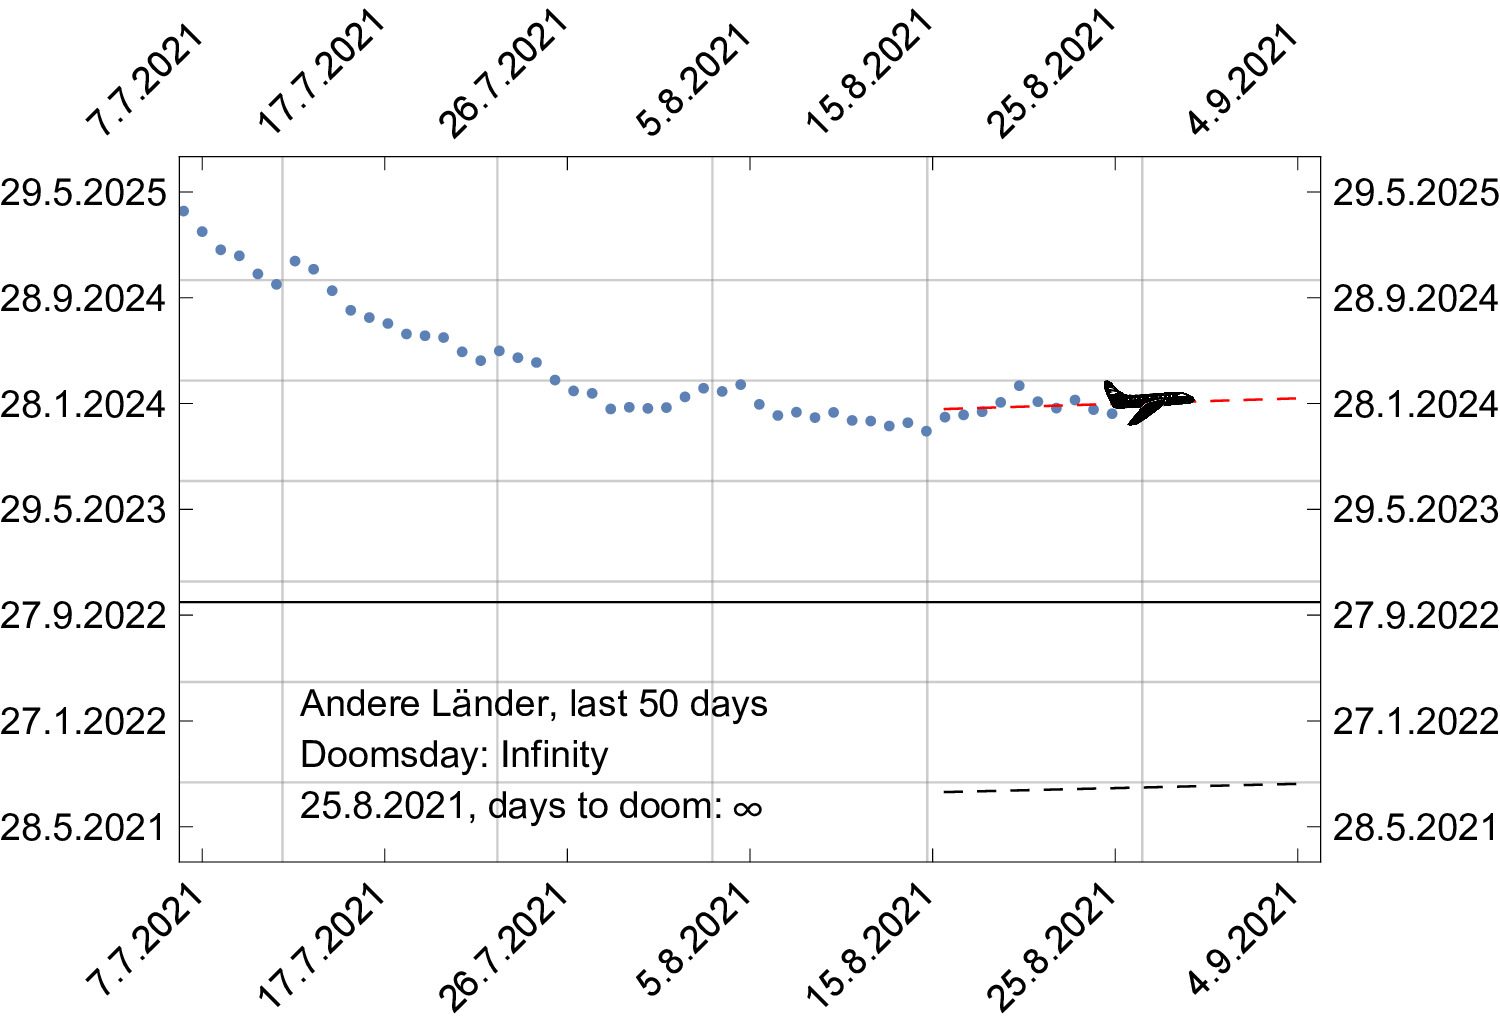 7.7.2021 17.7.2021 26.7.2021 5.8.2021 15.8.2021 25.8.2021 4.9.2021
29.5.2025 29.5.2025
28.9.2024 28.9.2024
28.1.2024 28.1.2024
29.5.2023 29.5.2023
27.9.2022 27.9.2022
Andere Länder, last 50 days
27.1.2022 27.1.2022
Doomsday: Infinity
25.8.2021, days to doom: ∞
28.5.2021 28.5.2021
7.7.2021 17.7.2021 26.7.2021 5.8.2021 15.8.2021 25.8.2021 4.9.2021